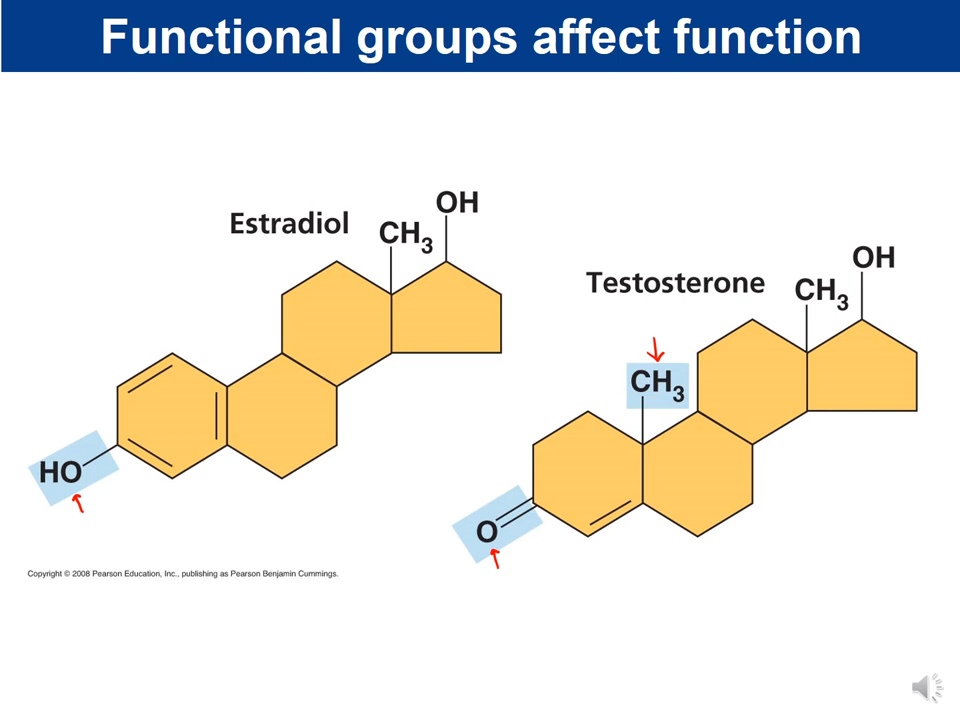 Functional groups affect function
OH
Estradiol
CH3
OH
Testosterone
CH3
CH3
HO
O
Copyright © 2008 Pearson Education, Inc., publishing as Pearson Benjamin Cummings.